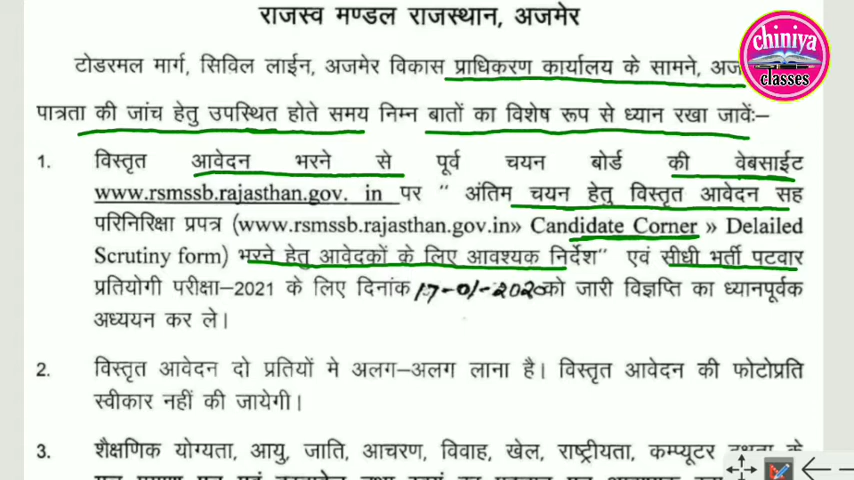 राजस्व मण्डल राजस्थान, अजमेर
chiniya
classes
टोडरमल मार्ग, सिविल लाईन, अजमेर विकास प्राधिकरण कार्यालय के सामने,
पात्रता की जांच हेतु उपस्थित होते समय निम्न बातों का विशेष रूप से ध्यान रखा जावेंः–
1. विस्तृत आवेदन भरने से पूर्व चयन बोर्ड की वेबसाईट
www.rsmssb.rajasthan.gov. in पर " अंतिम चयन हेतु विस्तृत आवेदन सह
परिनिरिक्षा प्रपत्र (www.rsmssb.rajasthan.gov.in» Candidate Corner » Delailed
Scrutiny form) भरने हेतु आवेदकों के लिए आवश्यक निर्देश" एवं सीधी भर्ती पटवार
प्रतियोगी परीक्षा–2021 के लिए दिनांक 17-01-2020 को जारी विज्ञप्ति का ध्यानपूर्वक
अध्ययन कर ले।
2. विस्तृत आवेदन दो प्रतियों मे अलग–अलग लाना है। विस्तृत आवेदन की फोटोप्रति
स्वीकार नहीं की जायेगी।
3. शैक्षणिक योग्यता, आयु, जाति, आचरण, विवाह, खेल, राष्ट्रीयता, कम्प्यूटर